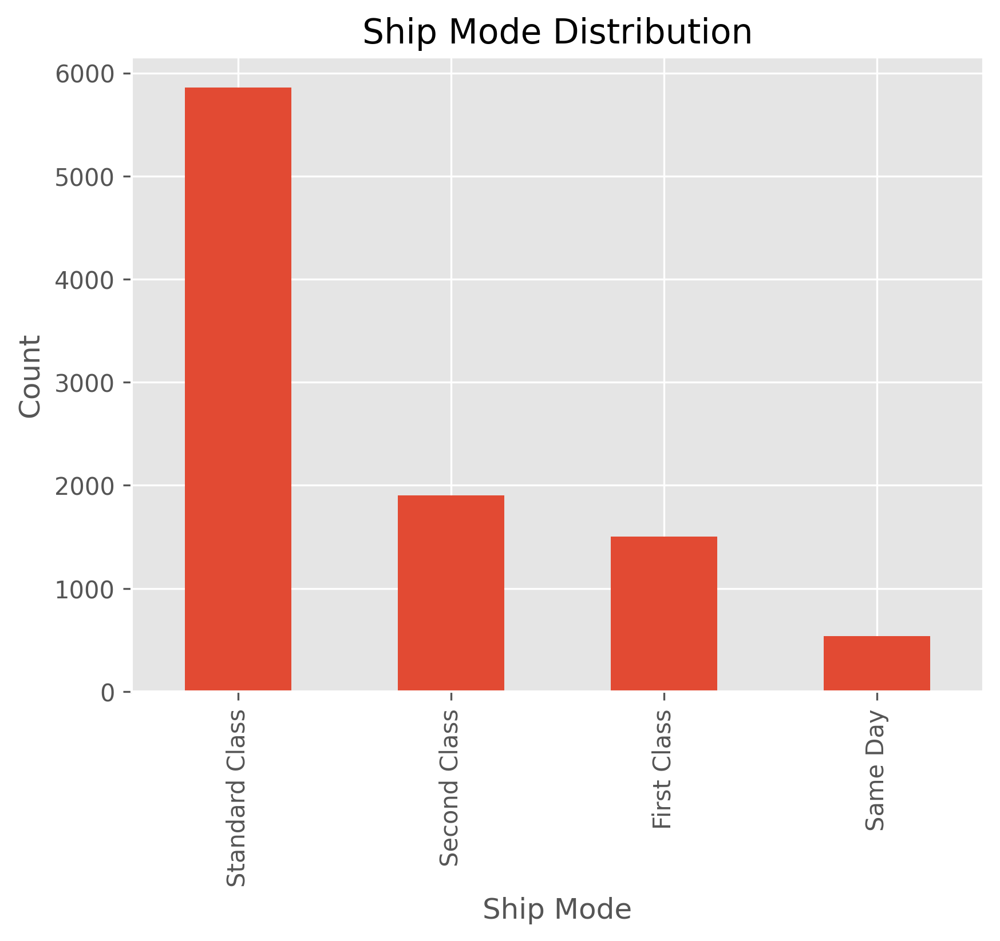 Ship Mode Distribution
6000
5000
4000
3000
2000
1000
0
Count
Standard Class
Second Class
First Class
Same Day
Ship Mode